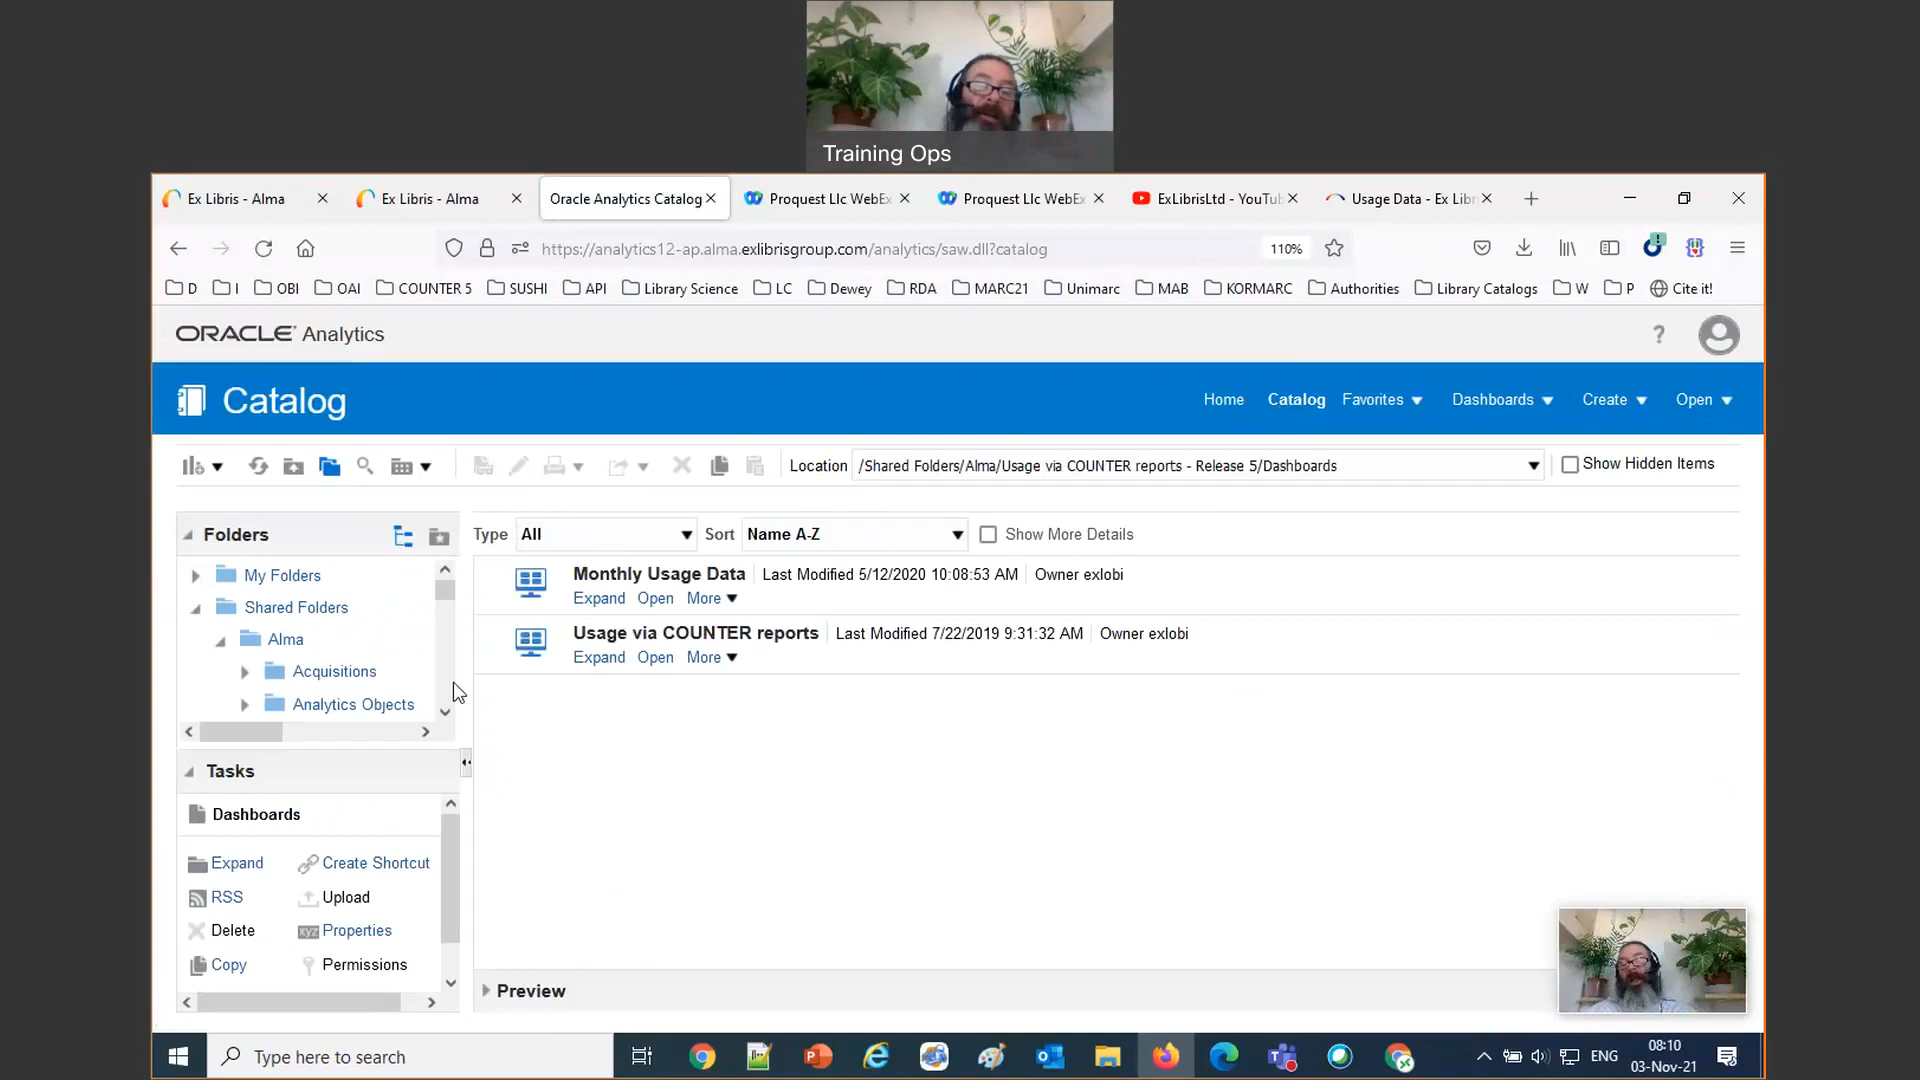 Training Ops
Ex Libris - Alma
Ex Libris - Alma
Oracle Analytics Catalog
Proquest Llc WebEx
Proquest Llc WebEx
ExLibrisLtd - YouTub
Usage Data - Ex Libri
https://analytics12-ap.alma.exlibrisgroup.com/analytics/saw.dll?catalog
110%
D
I
OBI
OAI
COUNTER 5
SUSHI
API
Library Science
LC
Dewey
RDA
MARC21
Unimarc
MAB
KORMARC
Authorities
Library Catalogs
W
P
Cite it!
ORACLE Analytics
?
Catalog
Home
Catalog
Favorites
Dashboards
Create
Open
Location
/Shared Folders/Alma/Usage via COUNTER reports - Release 5/Dashboards
Show Hidden Items
Folders
My Folders
Shared Folders
Alma
Acquisitions
Analytics Objects
Type All Sort Name A-Z Show More Details
Monthly Usage Data Last Modified 5/12/2020 10:08:53 AM Owner exlobi
Expand Open More
Usage via COUNTER reports Last Modified 7/22/2019 9:31:32 AM Owner exlobi
Expand Open More
Tasks
Dashboards
Expand Create Shortcut
RSS Upload
Delete xyz Properties
Copy Permissions
Preview
Type here to search
ENG
08:10
03-Nov-21